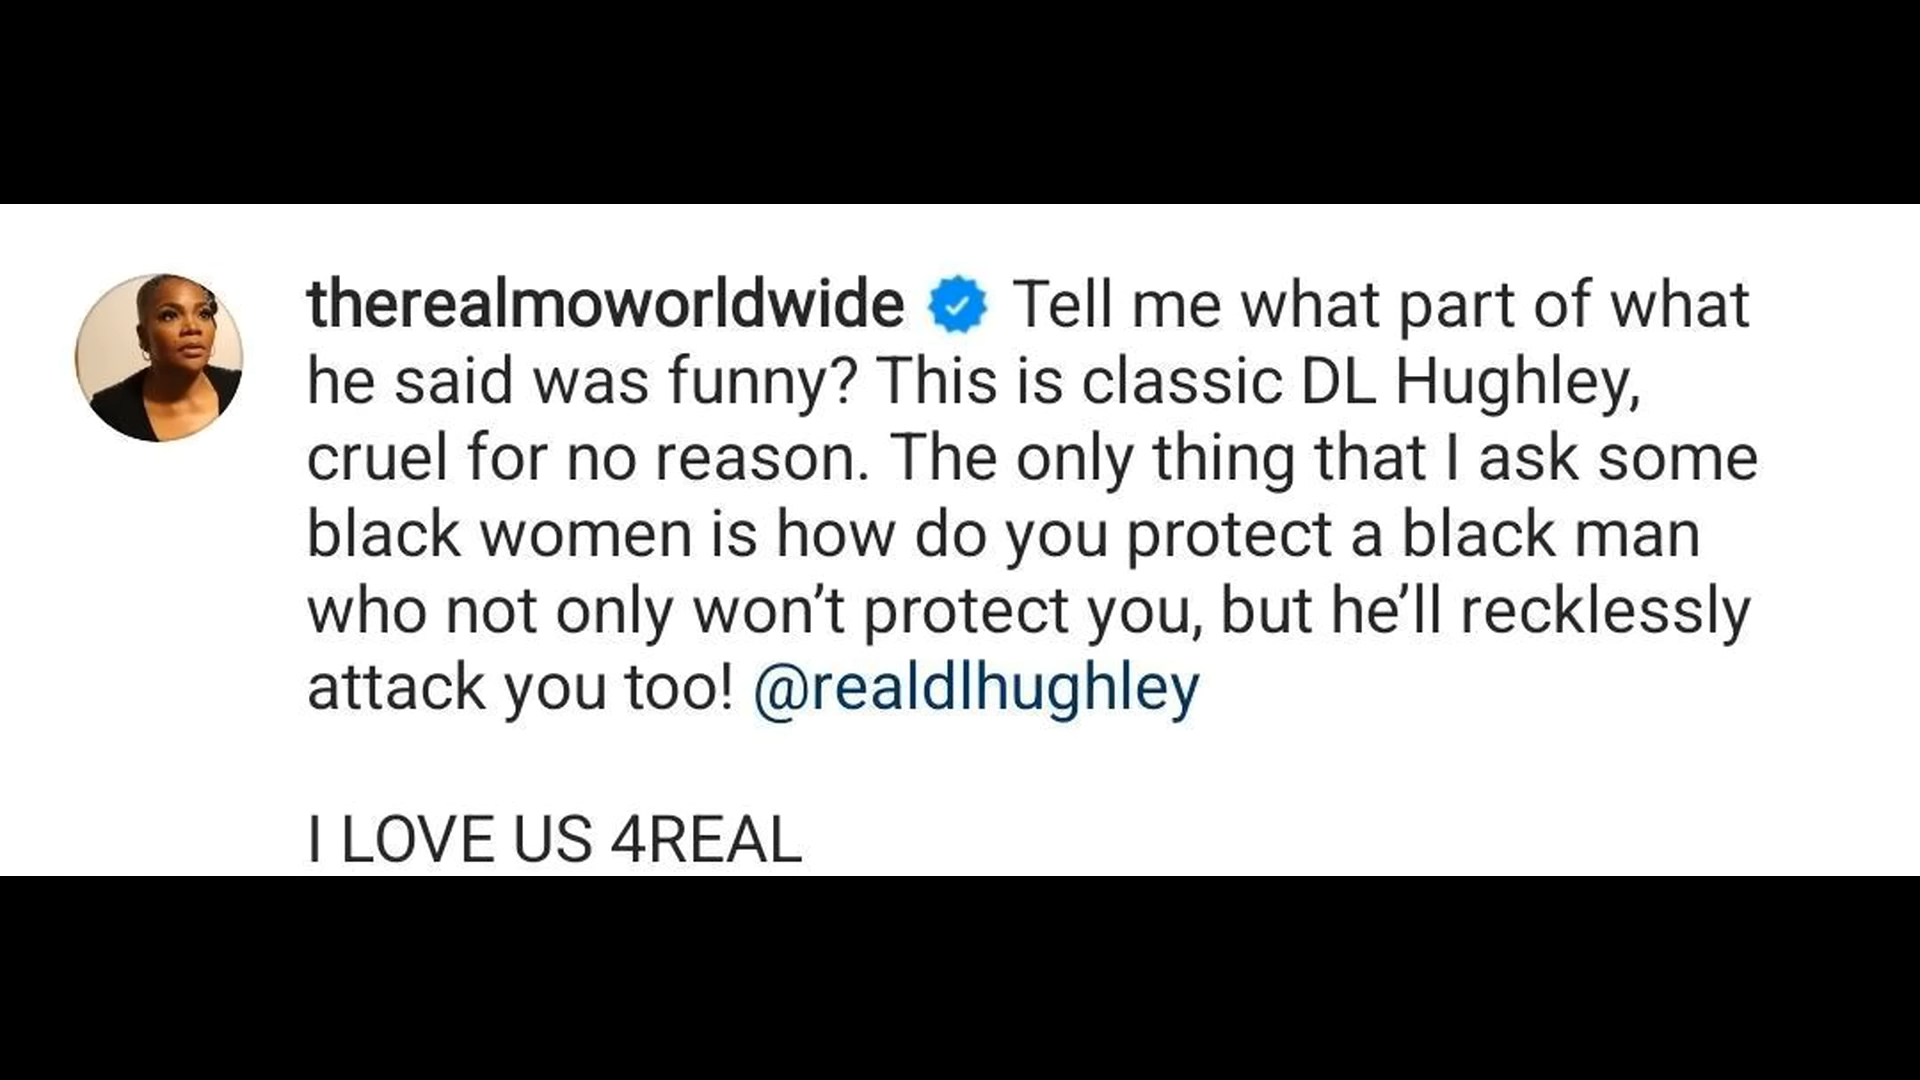 therealmoworldwide Tell me what part of what
he said was funny? This is classic DL Hughley,
cruel for no reason. The only thing that I ask some
black women is how do you protect a black man
who not only won’t protect you, but he’ll recklessly
attack you too! @realdlhughley
I LOVE US 4REAL